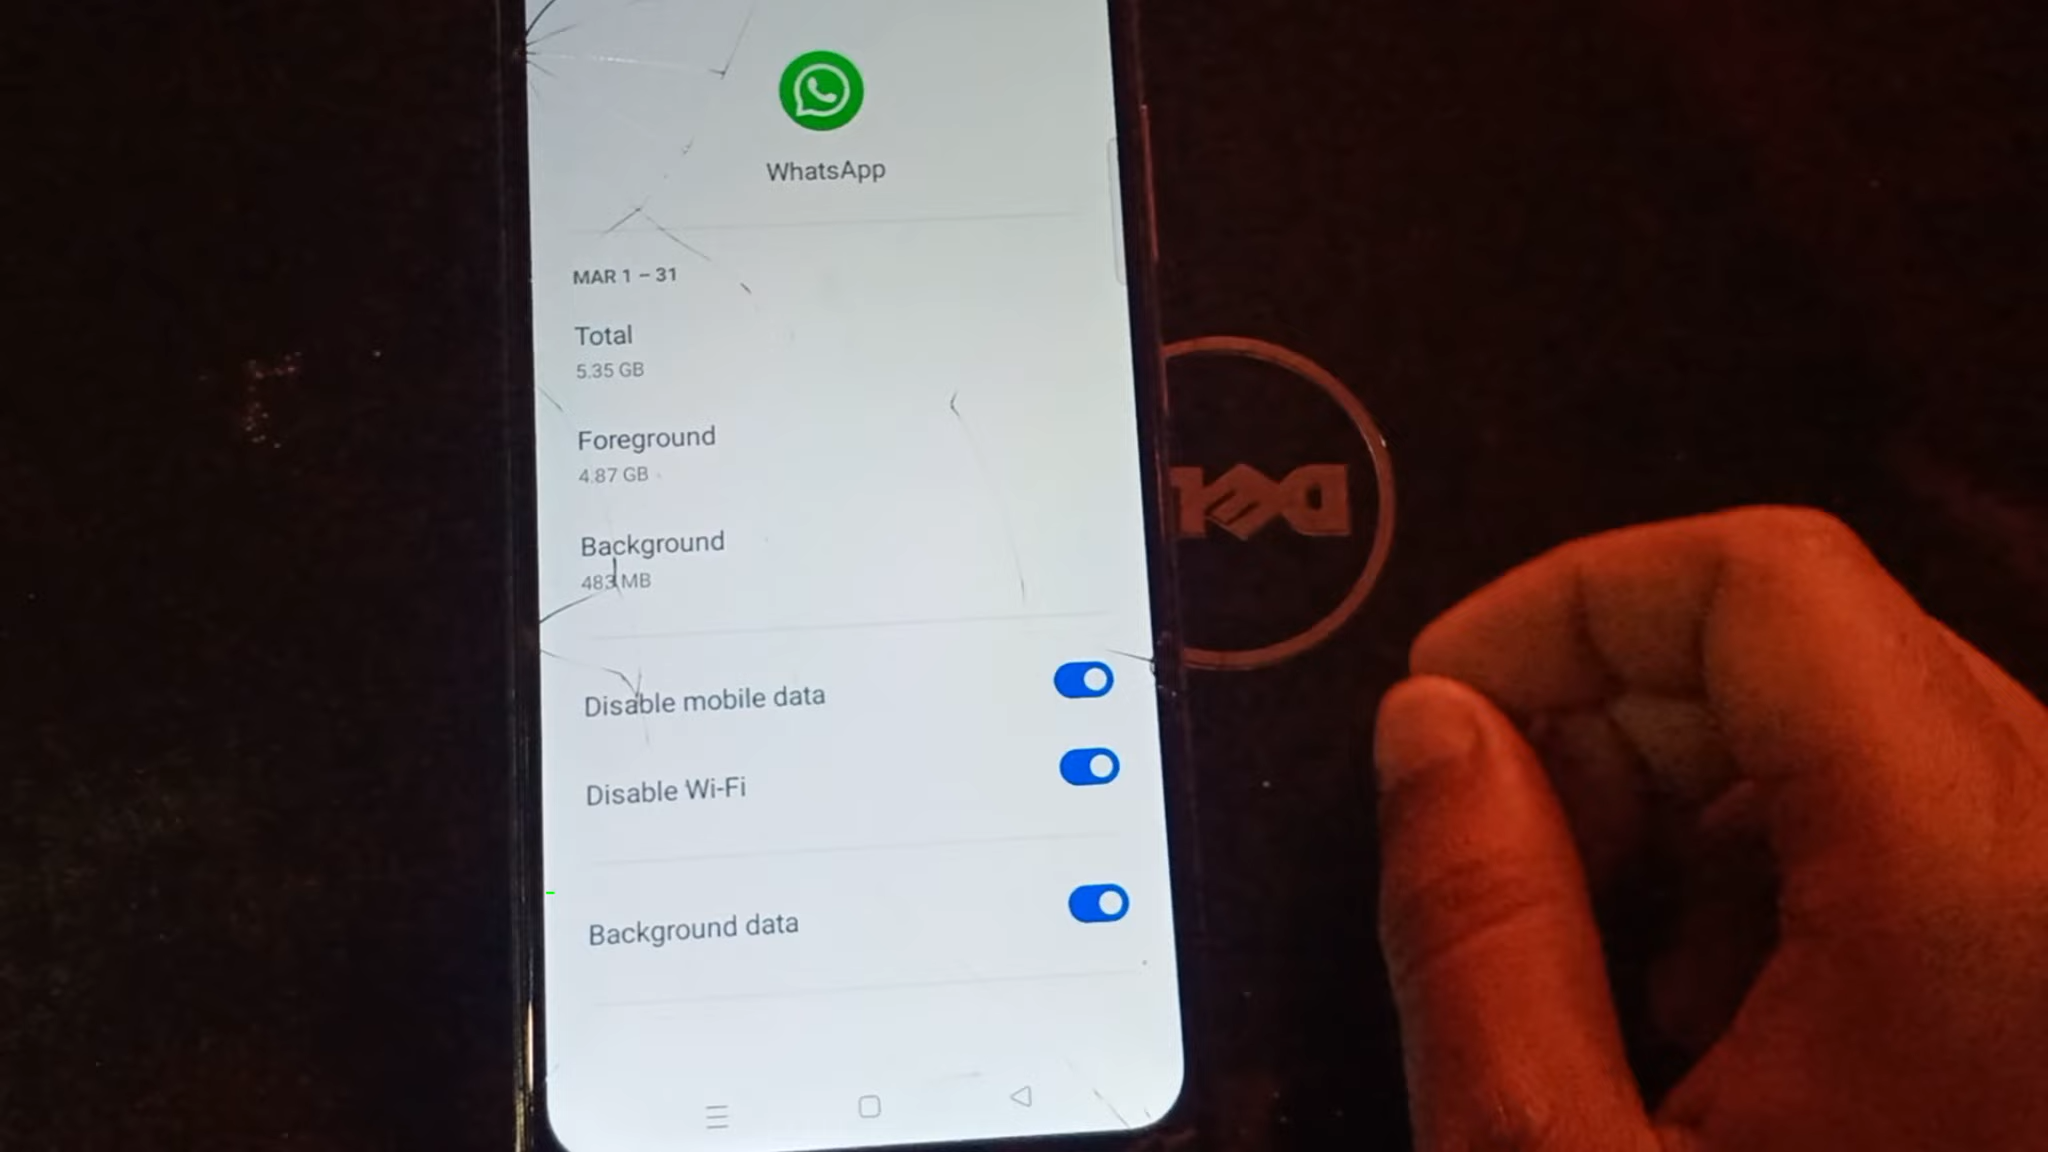 WhatsApp
MAR 1 – 31
Total
5.35 GB
Foreground
4.87 GB
Background
483 MB
Disable mobile data
Disable Wi-Fi
Background data
DELL